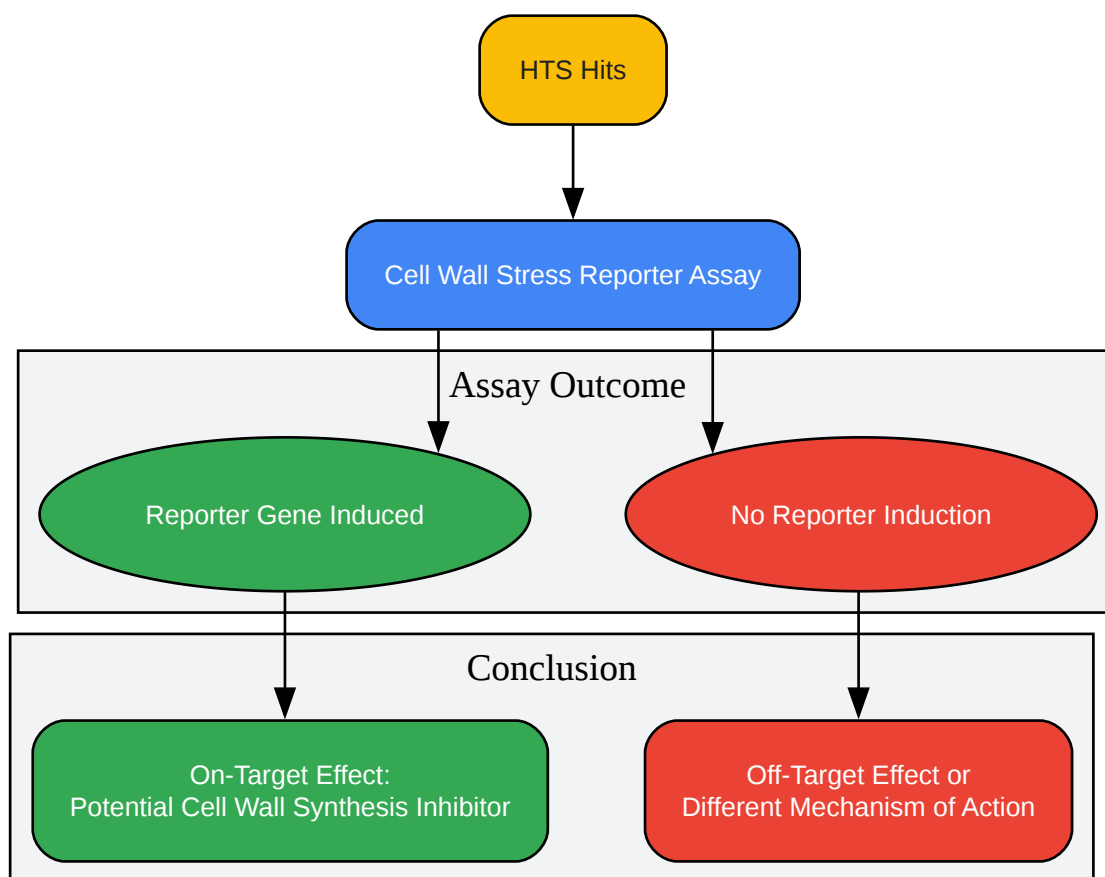 HTS Hits
Cell Wall Stress Reporter Assay
Assay Outcome
Reporter Gene Induced
No Reporter Induction
Conclusion
On-Target Effect:
Potential Cell Wall Synthesis Inhibitor
Off-Target Effect or
Different Mechanism of Action